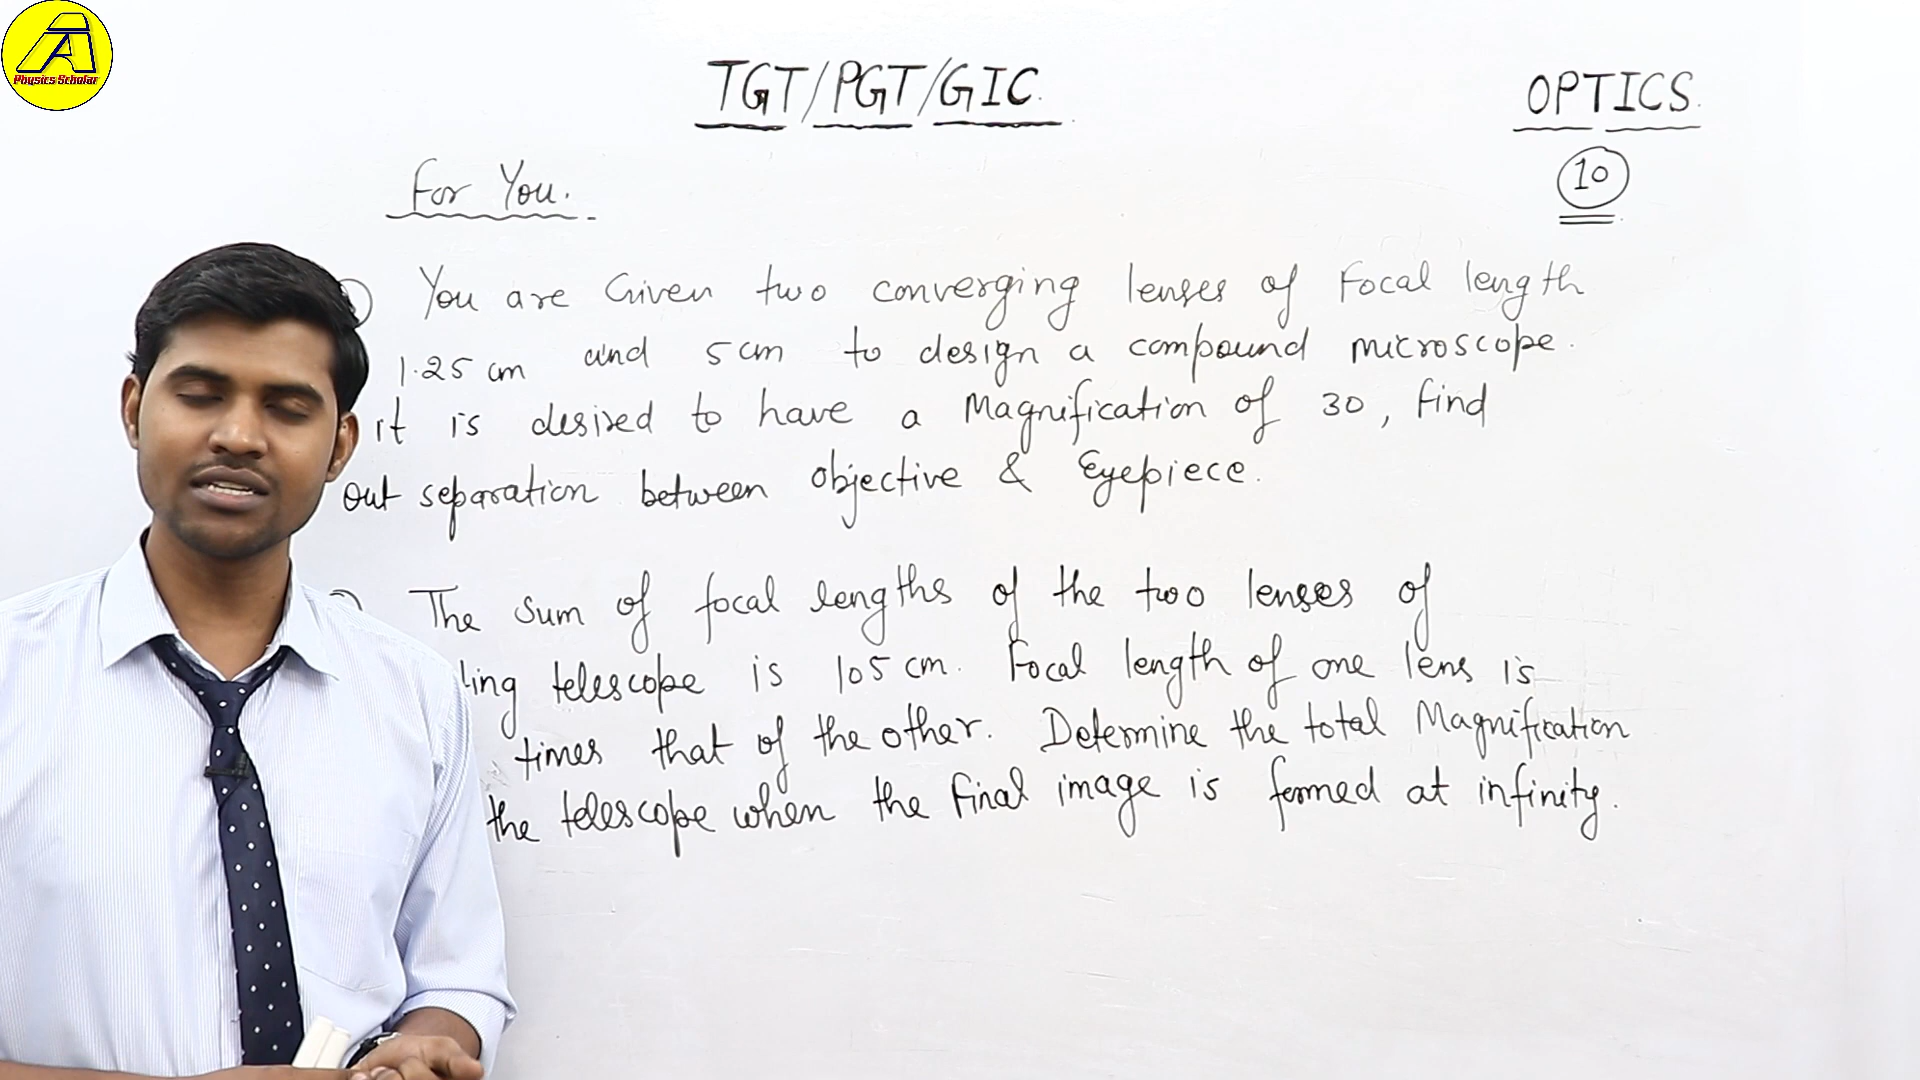 Physics Scholar
TGT/PGT/GIC.
OPTICS.
10
For You.
You are Given two converging lenses of Focal length
1.25 cm and 5 cm to design a compound microscope.
it is desired to have a Magnification of 30, find
out separation between objective & Eyepiece.
The sum of focal lengths of the two lenses of
ling telescope is 105 cm. Focal length of one lens is
times that of the other. Determine the total Magnification
the telescope when the final image is formed at infinity.